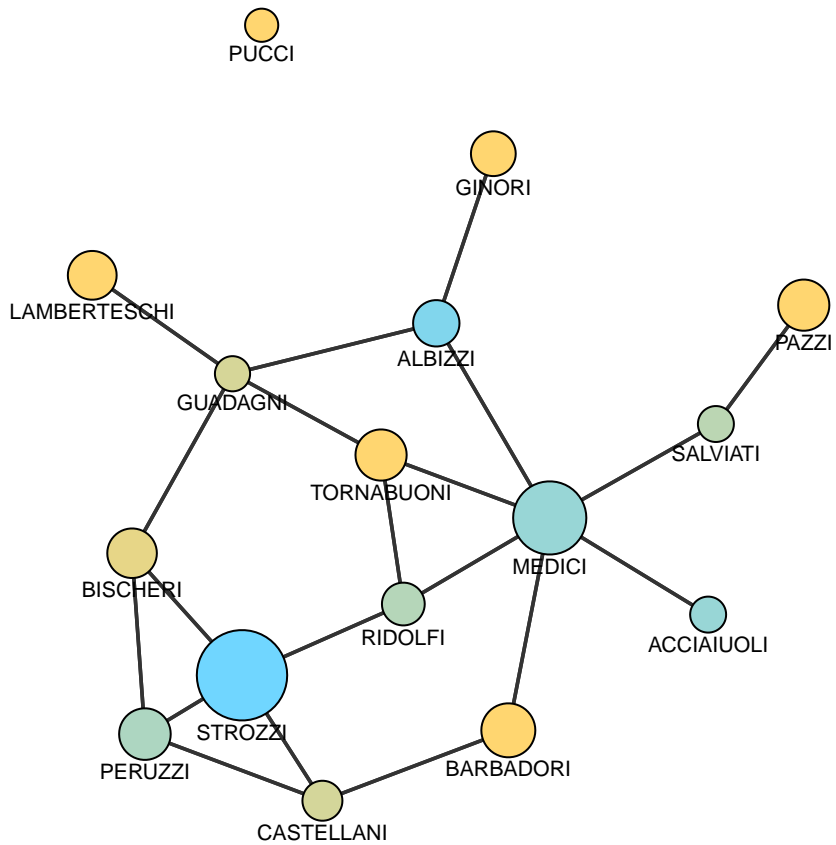 PUCCI
GINORI
LAMBERTESCHI
PAZZI
ALBIZZI
GUADAGNI
SALVIATI
TORNABUONI
MEDICI
BISCHERI
RIDOLFI
ACCIAIUOLI
STROZZI
BARBADORI
PERUZZI
CASTELLANI